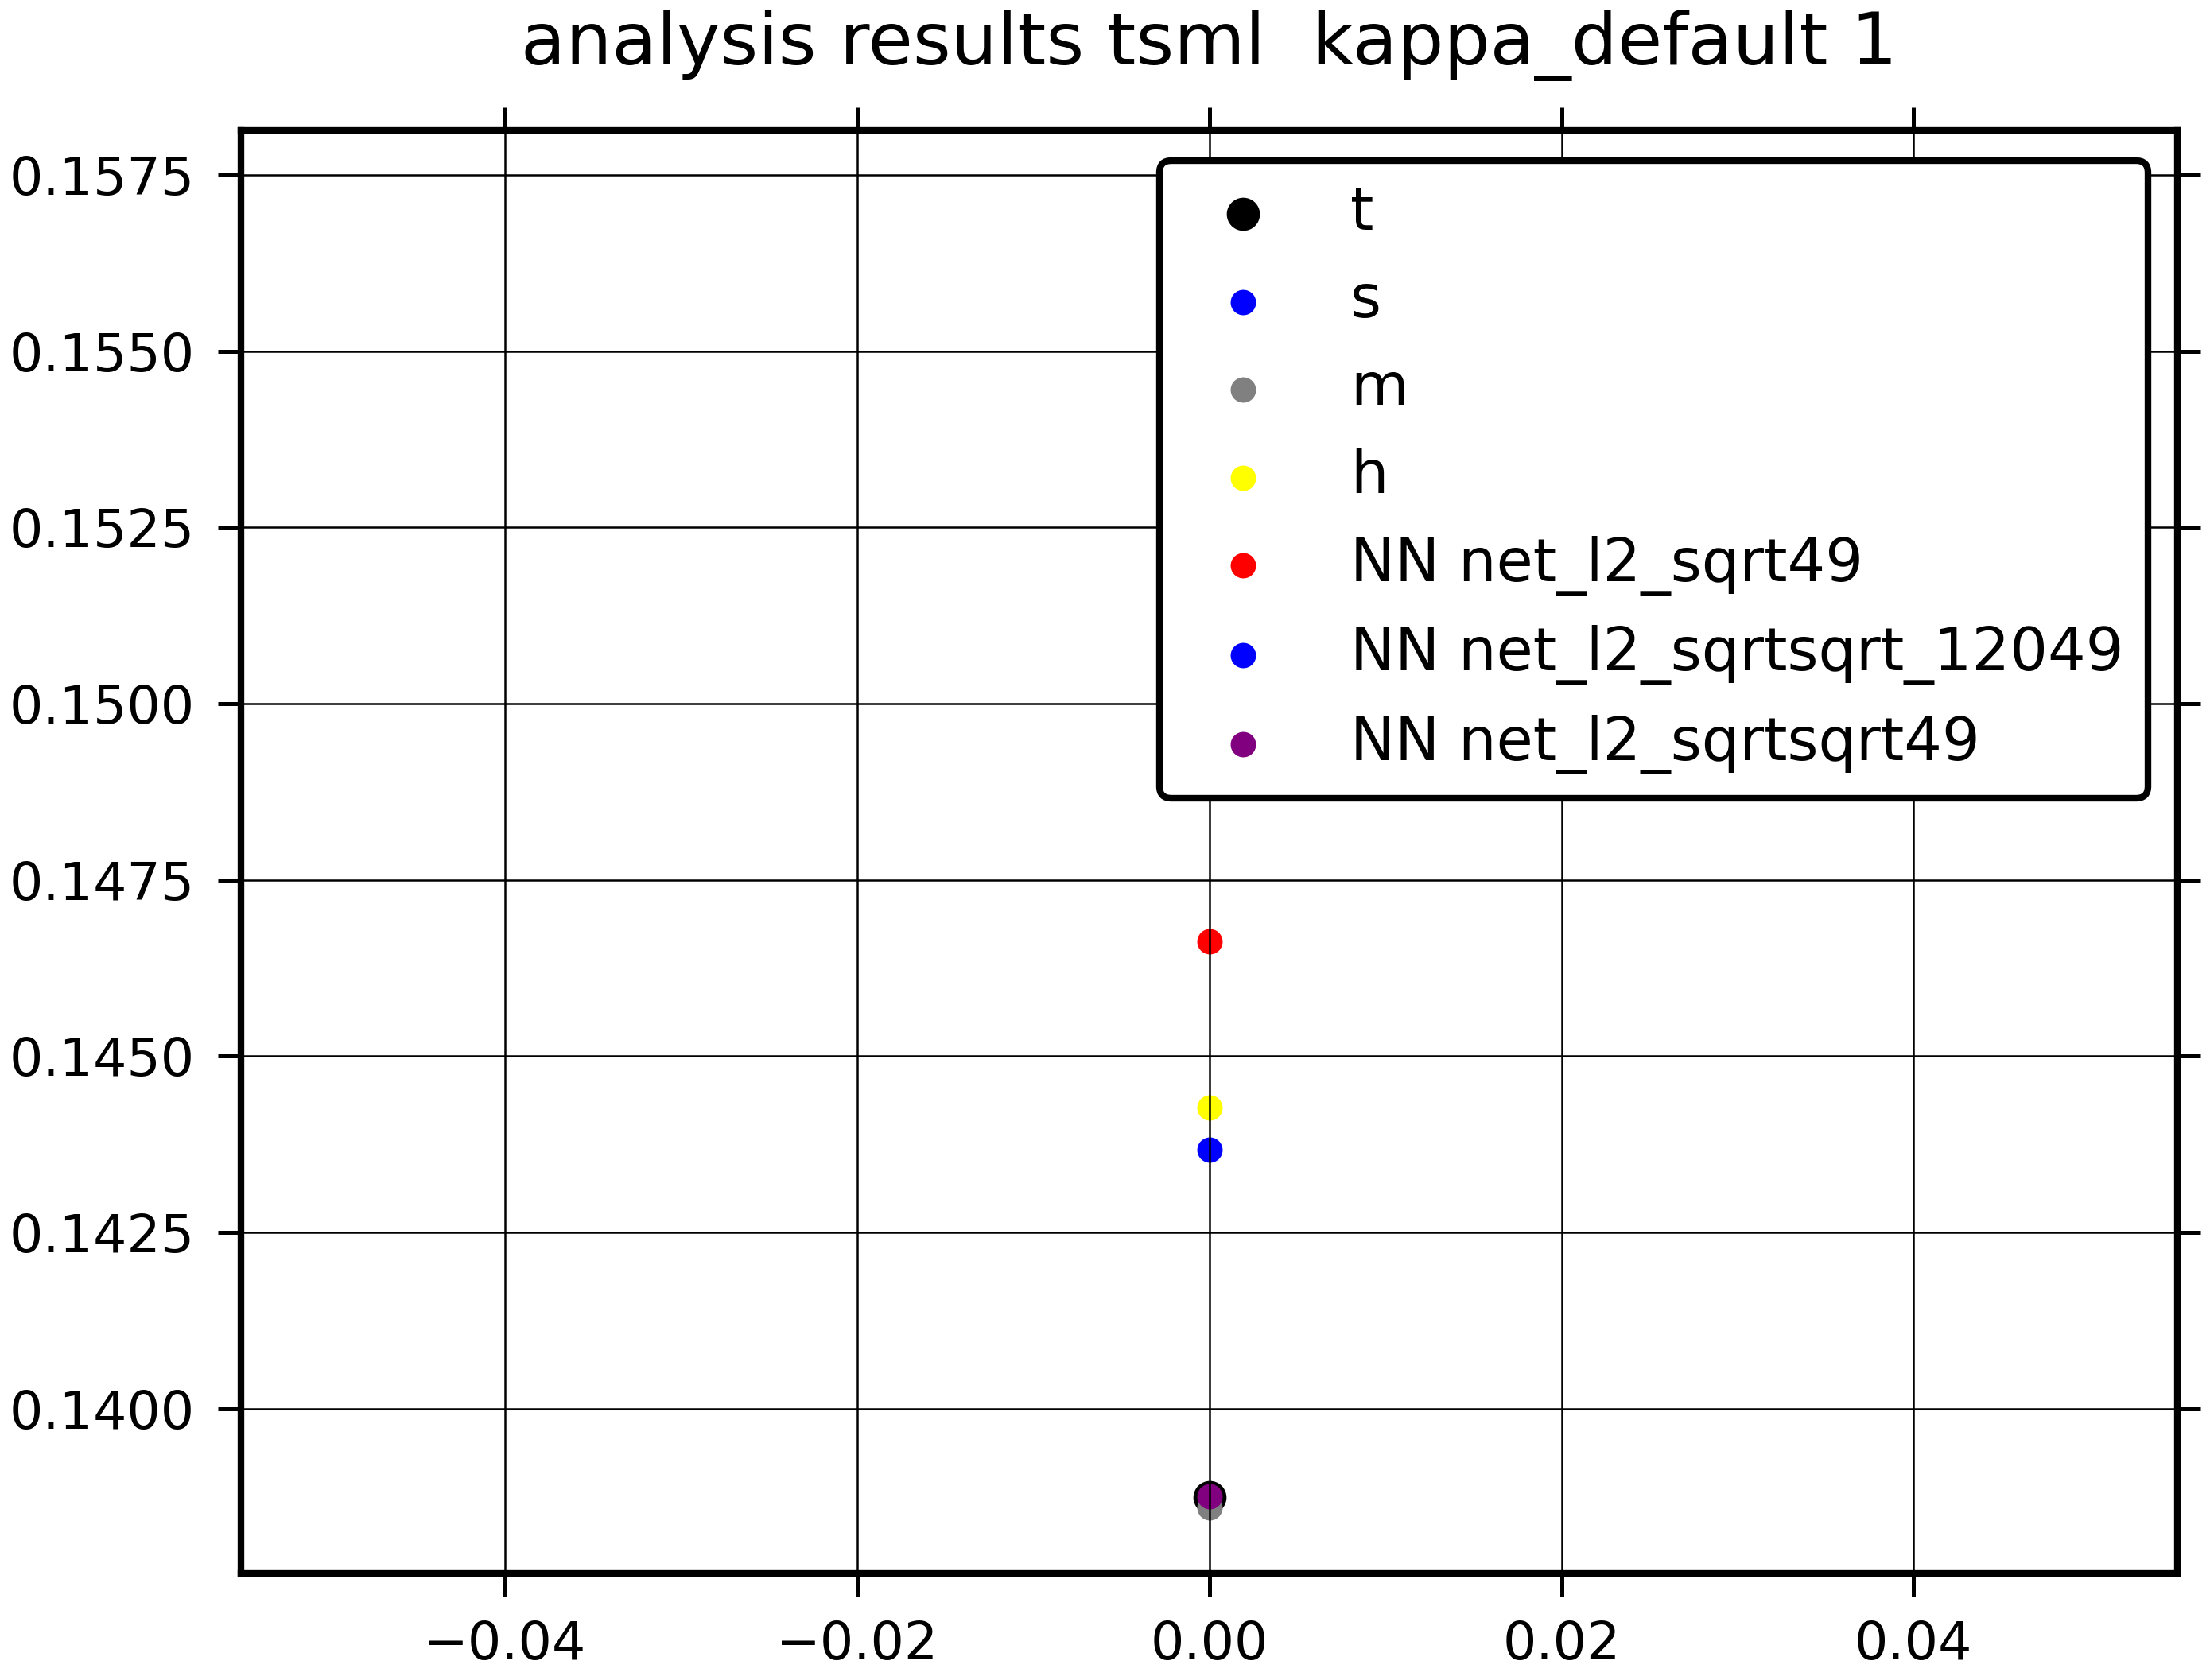 analysis results tsml  kappa_default 1
0.1575
0.1550
0.1525
0.1500
0.1475
0.1450
0.1425
0.1400
t
s
m
h
NN net_l2_sqrt49
NN net_l2_sqrtsqrt_12049
NN net_l2_sqrtsqrt49
−0.04
−0.02
0.00
0.02
0.04